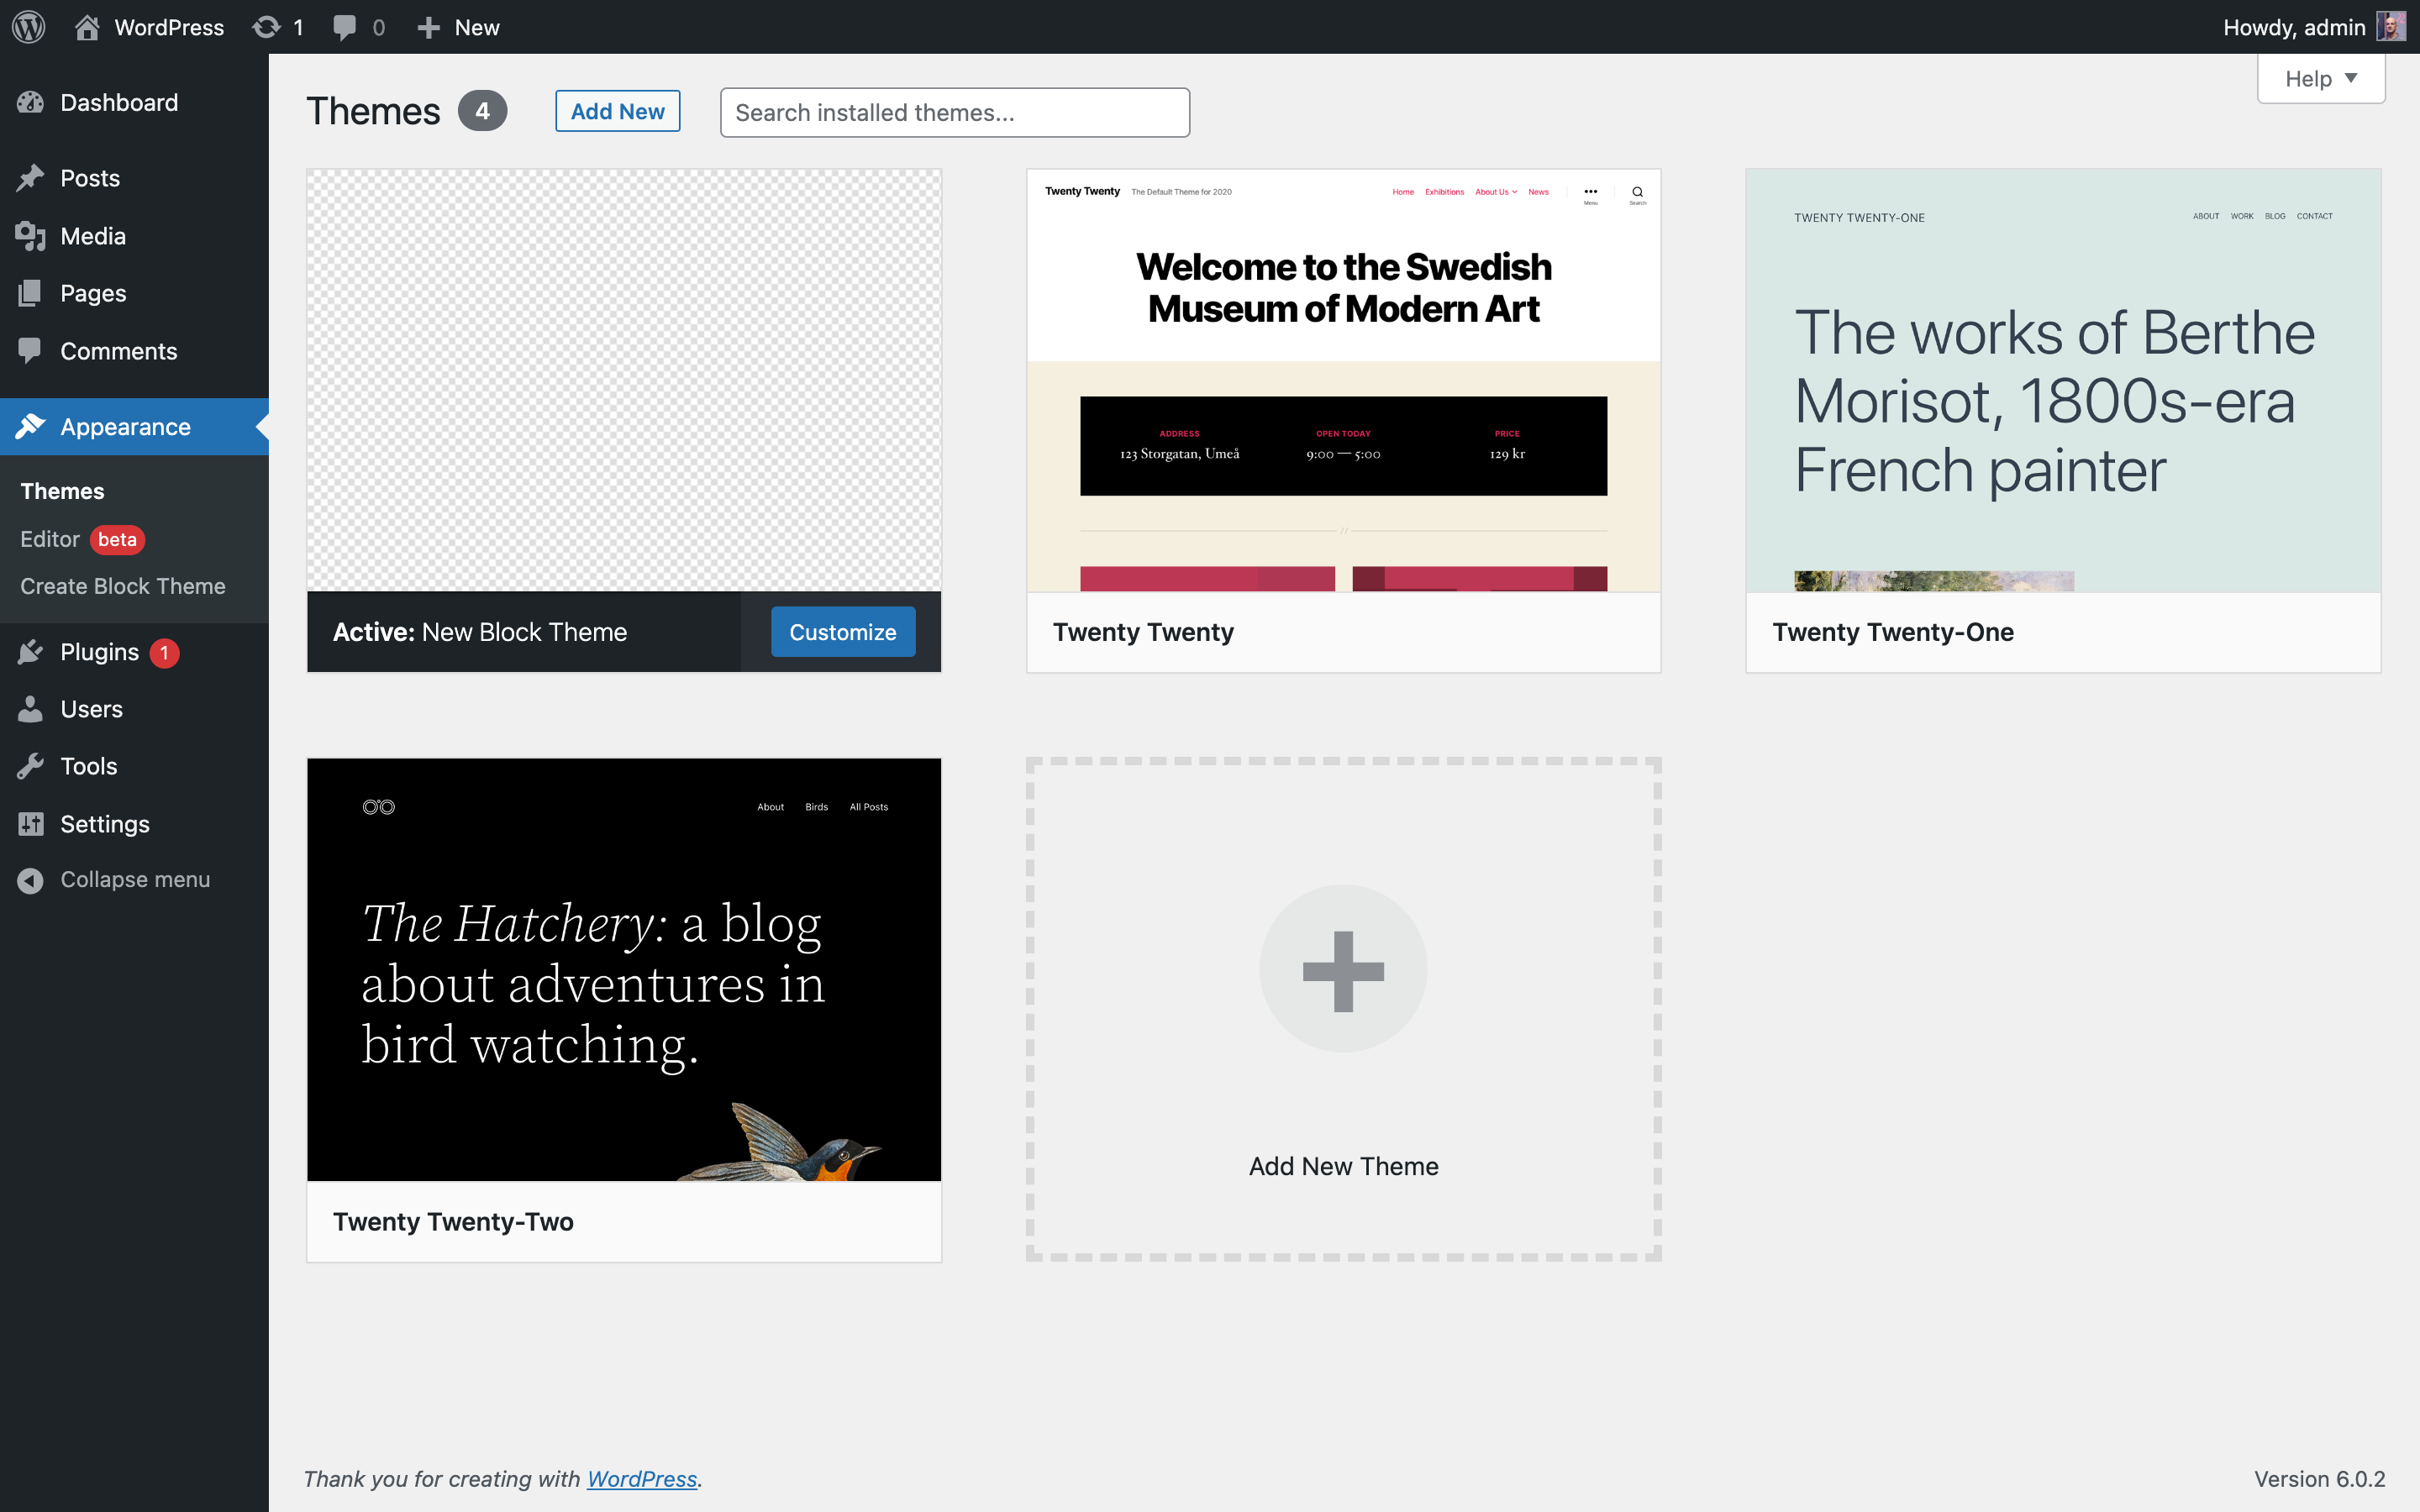 WordPress 1 0 New Howdy, admin
Dashboard
Posts
Media
Pages
Comments
Appearance
Themes
Editor beta
Create Block Theme
Plugins 1
Users
Tools
Settings
Collapse menu
Help
Themes 4 Add New Search installed themes...
Active: New Block Theme Customize
Twenty Twenty The Default Theme for 2020 Home Exhibitions About Us News Menu Search
Welcome to the Swedish
Museum of Modern Art
ADDRESS OPEN TODAY PRICE
123 Storgatan, Umeå 9:00 — 5:00 129 kr
//
Twenty Twenty
TWENTY TWENTY-ONE ABOUT WORK BLOG CONTACT
The works of Berthe
Morisot, 1800s-era
French painter
Twenty Twenty-One
About Birds All Posts
The Hatchery: a blog
about adventures in
bird watching.
Twenty Twenty-Two
Add New Theme
Thank you for creating with WordPress. Version 6.0.2